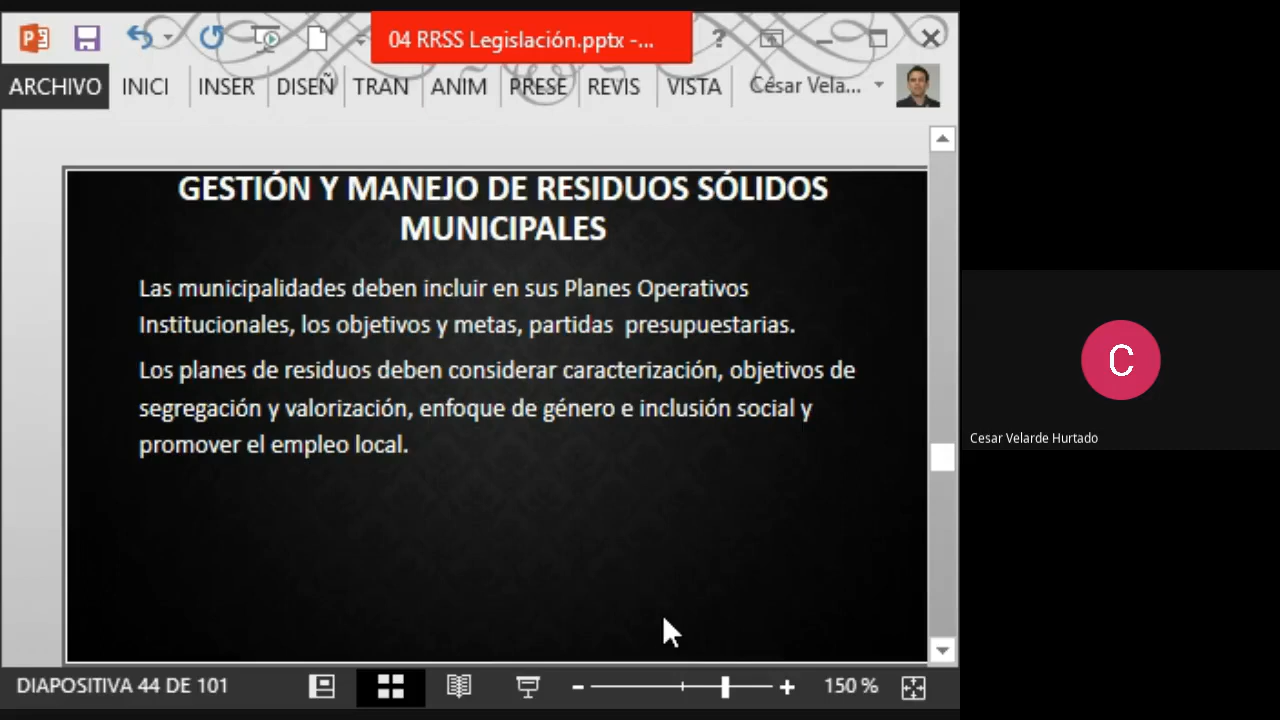 04 RRSS Legislación.pptx -...
?
ARCHIVO INICI INSER DISEÑ TRAN ANIM PRESE REVIS VISTA César Vela...
GESTIÓN Y MANEJO DE RESIDUOS SÓLIDOS
MUNICIPALES
Las municipalidades deben incluir en sus Planes Operativos
Institucionales, los objetivos y metas, partidas presupuestarias.
Los planes de residuos deben considerar caracterización, objetivos de
segregación y valorización, enfoque de género e inclusión social y
promover el empleo local.
C
Cesar Velarde Hurtado
DIAPOSITIVA 44 DE 101
150 %